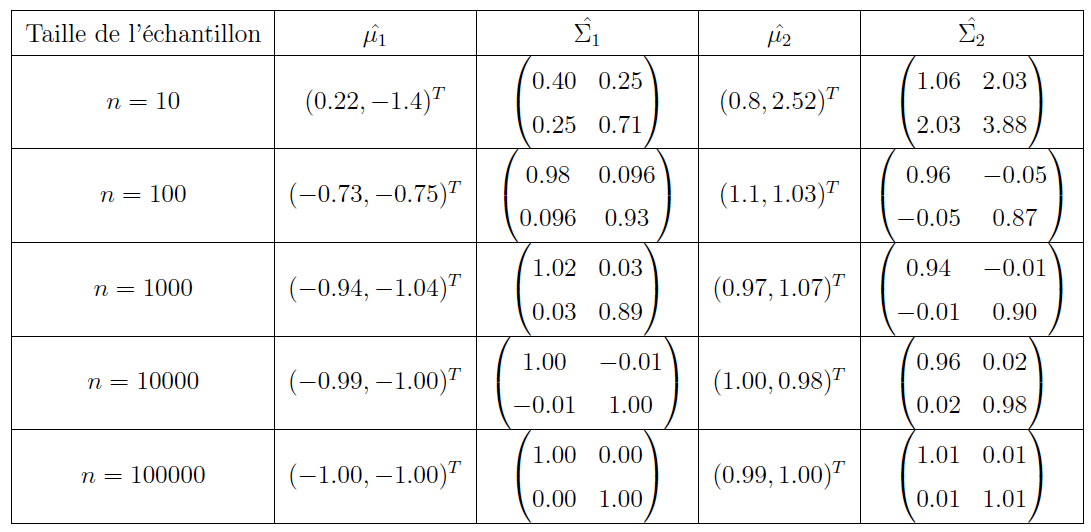 Taille de l'échantillon $\hat{\mu_1}$ $\hat{\Sigma_1}$ $\hat{\mu_2}$ $\hat{\Sigma_2}$
$n = 10$ $(0.22, -1.4)^T$ $\begin{pmatrix} 0.40 & 0.25 \\ 0.25 & 0.71 \end{pmatrix}$ $(0.8, 2.52)^T$ $\begin{pmatrix} 1.06 & 2.03 \\ 2.03 & 3.88 \end{pmatrix}$
$n = 100$ $(-0.73, -0.75)^T$ $\begin{pmatrix} 0.98 & 0.096 \\ 0.096 & 0.93 \end{pmatrix}$ $(1.1, 1.03)^T$ $\begin{pmatrix} 0.96 & -0.05 \\ -0.05 & 0.87 \end{pmatrix}$
$n = 1000$ $(-0.94, -1.04)^T$ $\begin{pmatrix} 1.02 & 0.03 \\ 0.03 & 0.89 \end{pmatrix}$ $(0.97, 1.07)^T$ $\begin{pmatrix} 0.94 & -0.01 \\ -0.01 & 0.90 \end{pmatrix}$
$n = 10000$ $(-0.99, -1.00)^T$ $\begin{pmatrix} 1.00 & -0.01 \\ -0.01 & 1.00 \end{pmatrix}$ $(1.00, 0.98)^T$ $\begin{pmatrix} 0.96 & 0.02 \\ 0.02 & 0.98 \end{pmatrix}$
$n = 100000$ $(-1.00, -1.00)^T$ $\begin{pmatrix} 1.00 & 0.00 \\ 0.00 & 1.00 \end{pmatrix}$ $(0.99, 1.00)^T$ $\begin{pmatrix} 1.01 & 0.01 \\ 0.01 & 1.01 \end{pmatrix}$